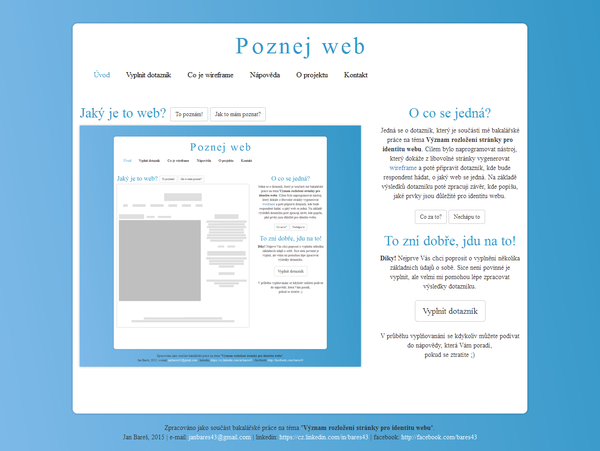 Poznej web
Úvod Vyplnit dotazník Co je wireframe Nápověda O projektu Kontakt
Jaký je to web? To poznám! Jak to mám poznat?
Poznej web
Úvod Vyplnit dotazník Co je wireframe Nápověda O projektu Kontakt
Jaký je to web?
O co se jedná?
To zní dobře, jdu na to!
Vyplnit dotazník
O co se jedná?
Jedná se o dotazník, který je součástí mé bakalářské
práce na téma Význam rozložení stránky pro
identitu webu. Cílem bylo naprogramovat nástroj,
který dokáže z libovolné stránky vygenerovat
wireframe a poté připravit dotazník, kde bude
respondent hádat, o jaký web se jedná. Na základě
výsledků dotazníku poté zpracuji závěr, kde popíšu,
jaké prvky jsou důležité pro identitu webu.
Co za to? Nechápu to
To zní dobře, jdu na to!
Díky! Nejprve Vás chci poprosit o vyplnění několika
základních údajů o sobě. Sice není povinné je
vyplnit, ale velmi mi pomohou lépe zpracovat
výsledky dotazníku.
Vyplnit dotazník
V průběhu vyplňování se kdykoliv můžete podívat
do nápovědy, která Vám poradí,
pokud se ztratíte ;)
Zpracováno jako součást bakalářské práce na téma "Význam rozložení stránky pro identitu webu".
Jan Bareš, 2015 | e-mail: janbares43@gmail.com | linkedin: https://cz.linkedin.com/in/bares43 | facebook: http://facebook.com/bares43